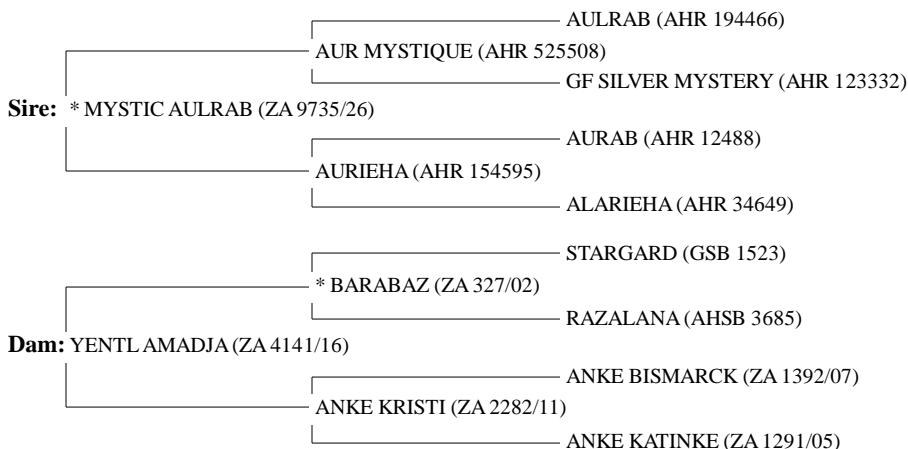 AULRAB (AHR 194466)
AUR MYSTIQUE (AHR 525508)
GF SILVER MYSTERY (AHR 123332)
Sire: * MYSTIC AULRAB (ZA 9735/26)
AURAB (AHR 12488)
AURIEHA (AHR 154595)
ALARIEHA (AHR 34649)
STARGARD (GSB 1523)
* BARABAZ (ZA 327/02)
RAZALANA (AHSB 3685)
Dam: YENTL AMADJA (ZA 4141/16)
ANKE BISMARCK (ZA 1392/07)
ANKE KRISTI (ZA 2282/11)
ANKE KATINKE (ZA 1291/05)